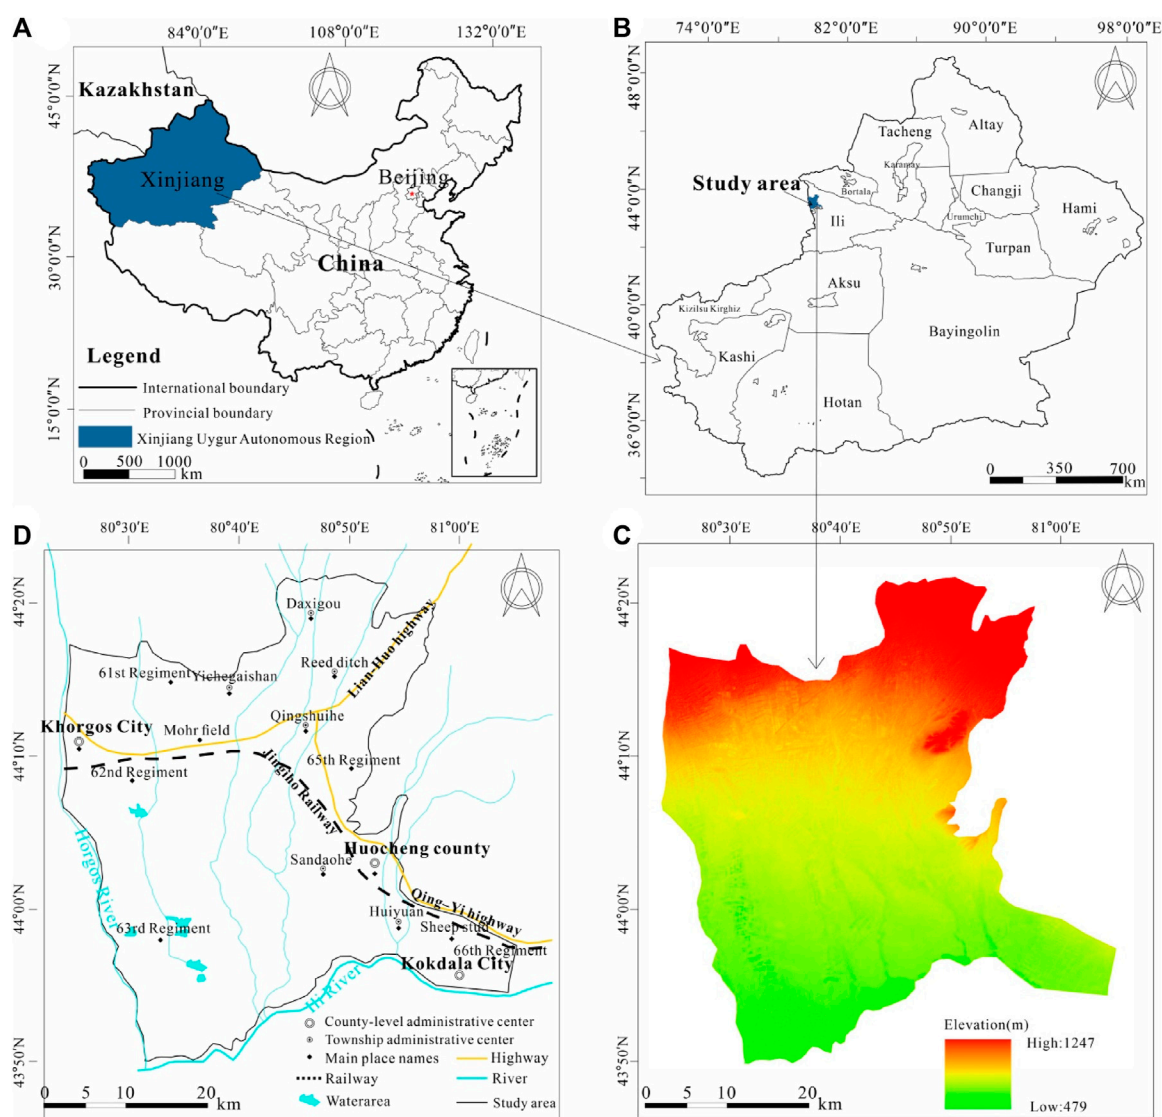 A
84°0′0″E
108°0′0″E
132°0′0″E
45°0′0″N
30°0′0″N
15°0′0″N
Kazakhstan
Xinjiang
Beijing
China
Legend
International boundary
Provincial boundary
Xinjiang Uygur Autonomous Region
0 500 1000
km
B
74°0′0″E
82°0′0″E
90°0′0″E
98°0′0″E
48°0′0″N
44°0′0″N
40°0′0″N
36°0′0″N
Altay
Tacheng
Karamay
Study area
Bortala
Changji
Hami
Ili
Urumchi
Turpan
Aksu
Kizilsu Kirghiz
Bayingolin
Kashi
Hotan
0 350 700
km
D
80°30′E
80°40′E
80°50′E
81°00′E
44°20′N
44°10′N
44°00′N
43°50′N
Daxigou
Lian-Huo highway
Reed ditch
61st Regiment
Yichegaishan
Qingshuihe
Khorgos City
Mohr field
62nd Regiment
Jingiho Railway
65th Regiment
Horgos River
Huocheng county
Sandaohe
Qing-Yi highway
Huiyuan
63rd Regiment
Sheep stud
66th Regiment
Kokdala City
Ili River
County-level administrative center
Township administrative center
Main place names
Highway
Railway
River
Waterarea
Study area
0 5 10 20
km
C
80°30′E
80°40′E
80°50′E
81°00′E
44°20′N
44°10′N
44°00′N
43°50′N
Elevation(m)
High:1247
Low:479
0 5 10 20
km